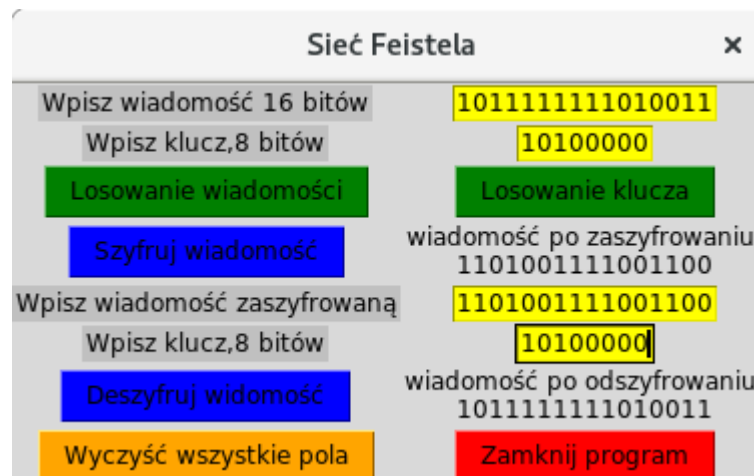 Sieć Feistela ×
Wpisz wiadomość 16 bitów 1011111111010011
Wpisz klucz,8 bitów 10100000
Losowanie wiadomości Losowanie klucza
Szyfruj wiadomość wiadomość po zaszyfrowaniu
1101001111001100
Wpisz wiadomość zaszyfrowaną 1101001111001100
Wpisz klucz,8 bitów 10100000
Deszyfruj widomość wiadomość po odszyfrowaniu
1011111111010011
Wyczyść wszystkie pola Zamknij program